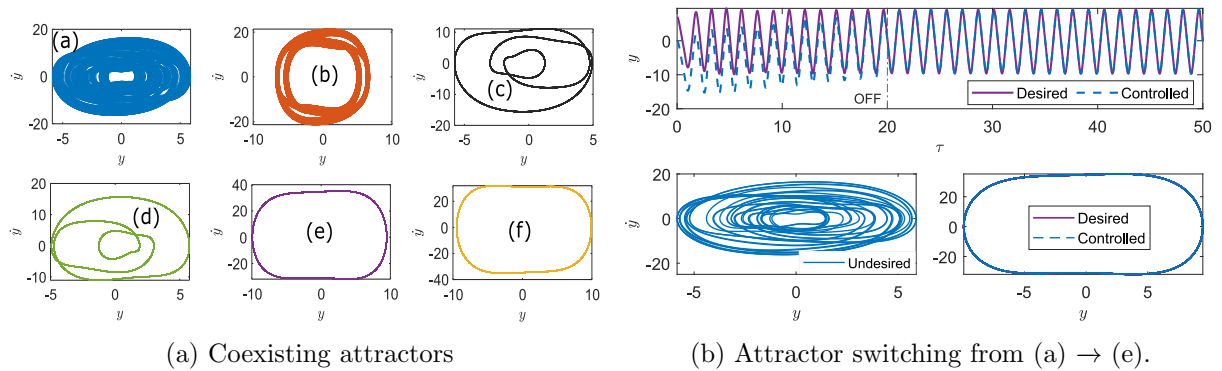 (a)
ẏ
20
0
-20
-5
0
5
y
(b)
ẏ
20
0
-20
-10
0
10
y
(c)
ẏ
10
0
-10
-20
-5
0
5
y
(d)
ẏ
20
10
0
-10
-5
0
5
y
(e)
ẏ
40
20
0
-20
-10
0
10
y
(f)
ẏ
40
20
0
-20
-40
-10
0
10
y
(a) Coexisting attractors
y
10
0
-10
-20
OFF
Desired
Controlled
0
10
20
30
40
50
τ
ẏ
20
0
-20
Undesired
-5
0
5
y
ẏ
20
0
-20
Desired
Controlled
-5
0
5
y
(b) Attractor switching from (a) → (e).